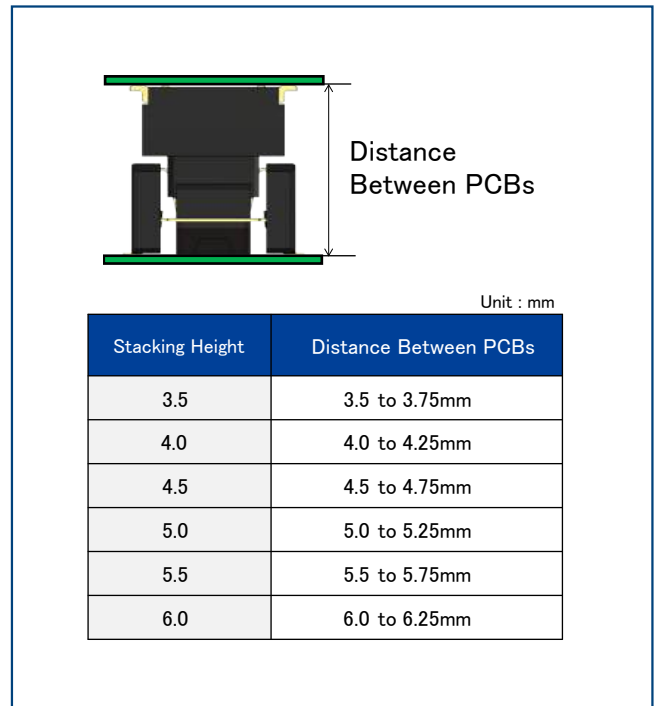 Distance
Between PCBs
Unit : mm
Stacking Height Distance Between PCBs
3.5 3.5 to 3.75mm
4.0 4.0 to 4.25mm
4.5 4.5 to 4.75mm
5.0 5.0 to 5.25mm
5.5 5.5 to 5.75mm
6.0 6.0 to 6.25mm